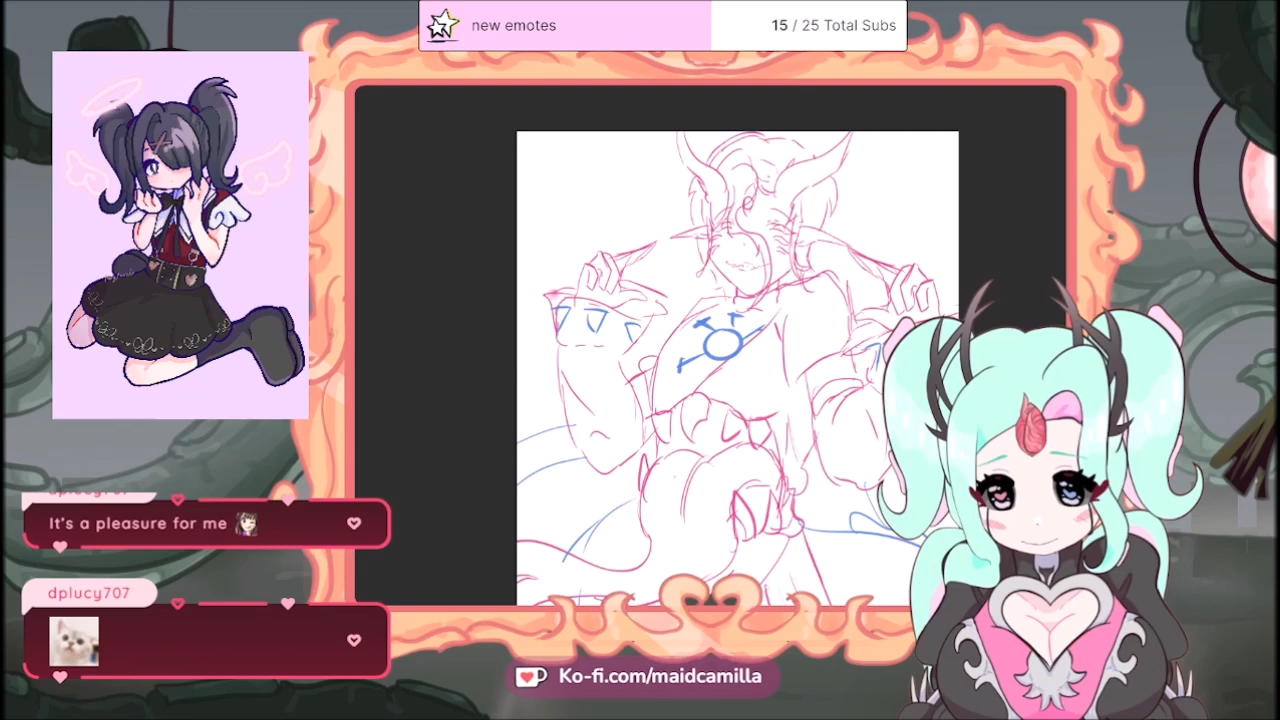 new emotes
15 / 25 Total Subs
It's a pleasure for me
dplucy707
Ko-fi.com/maidcamilla